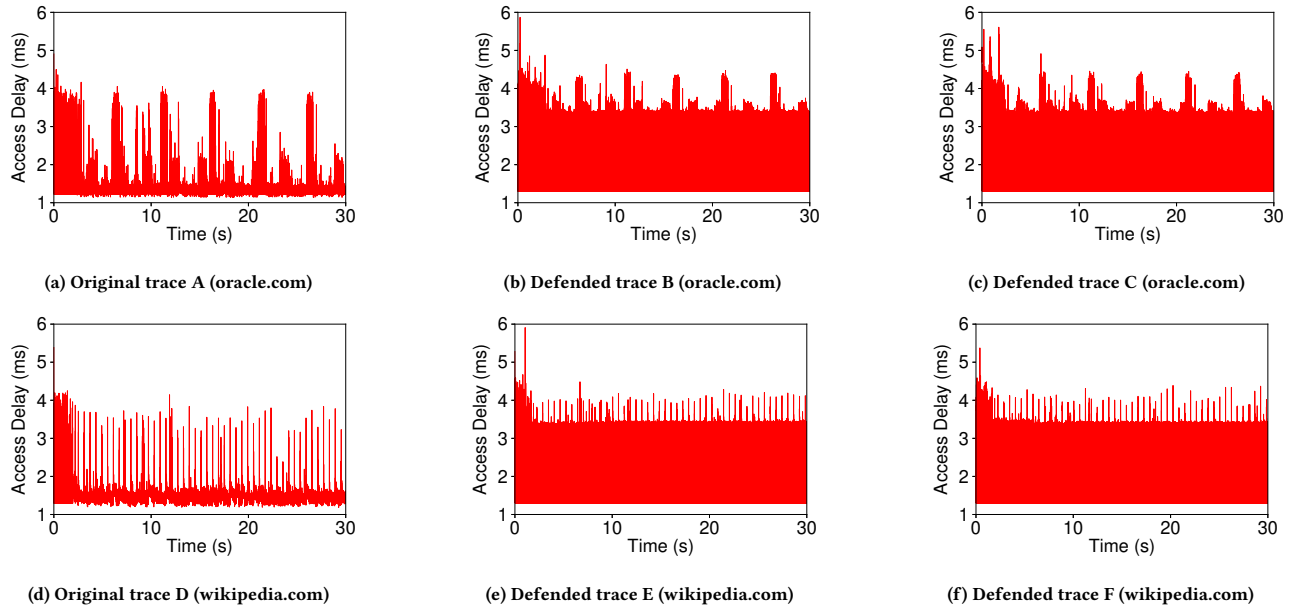 6
5
4
3
2
1
Access Delay (ms)
0 10 20 30
Time (s)
(a) Original trace A (oracle.com)
6
5
4
3
2
1
Access Delay (ms)
0 10 20 30
Time (s)
(b) Defended trace B (oracle.com)
6
5
4
3
2
1
Access Delay (ms)
0 10 20 30
Time (s)
(c) Defended trace C (oracle.com)
6
5
4
3
2
1
Access Delay (ms)
0 10 20 30
Time (s)
(d) Original trace D (wikipedia.com)
6
5
4
3
2
1
Access Delay (ms)
0 10 20 30
Time (s)
(e) Defended trace E (wikipedia.com)
6
5
4
3
2
1
Access Delay (ms)
0 10 20 30
Time (s)
(f) Defended trace F (wikipedia.com)